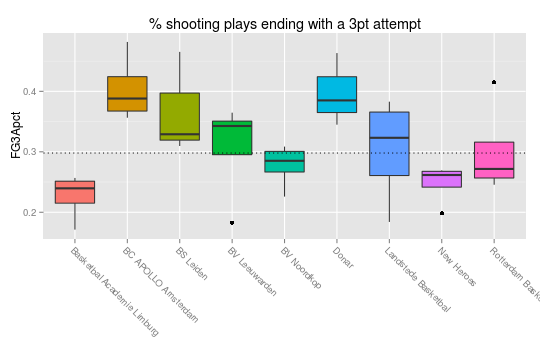 % shooting plays ending with a 3pt attempt
FG3Apct
0.4
0.3
0.2
Basketbal Academie Limburg
BC APOLLO Amsterdam
BS Leiden
BV Leeuwarden
BV Noordkop
Donar
Landstede Basketbal
New Heroes
Rotterdam Bask